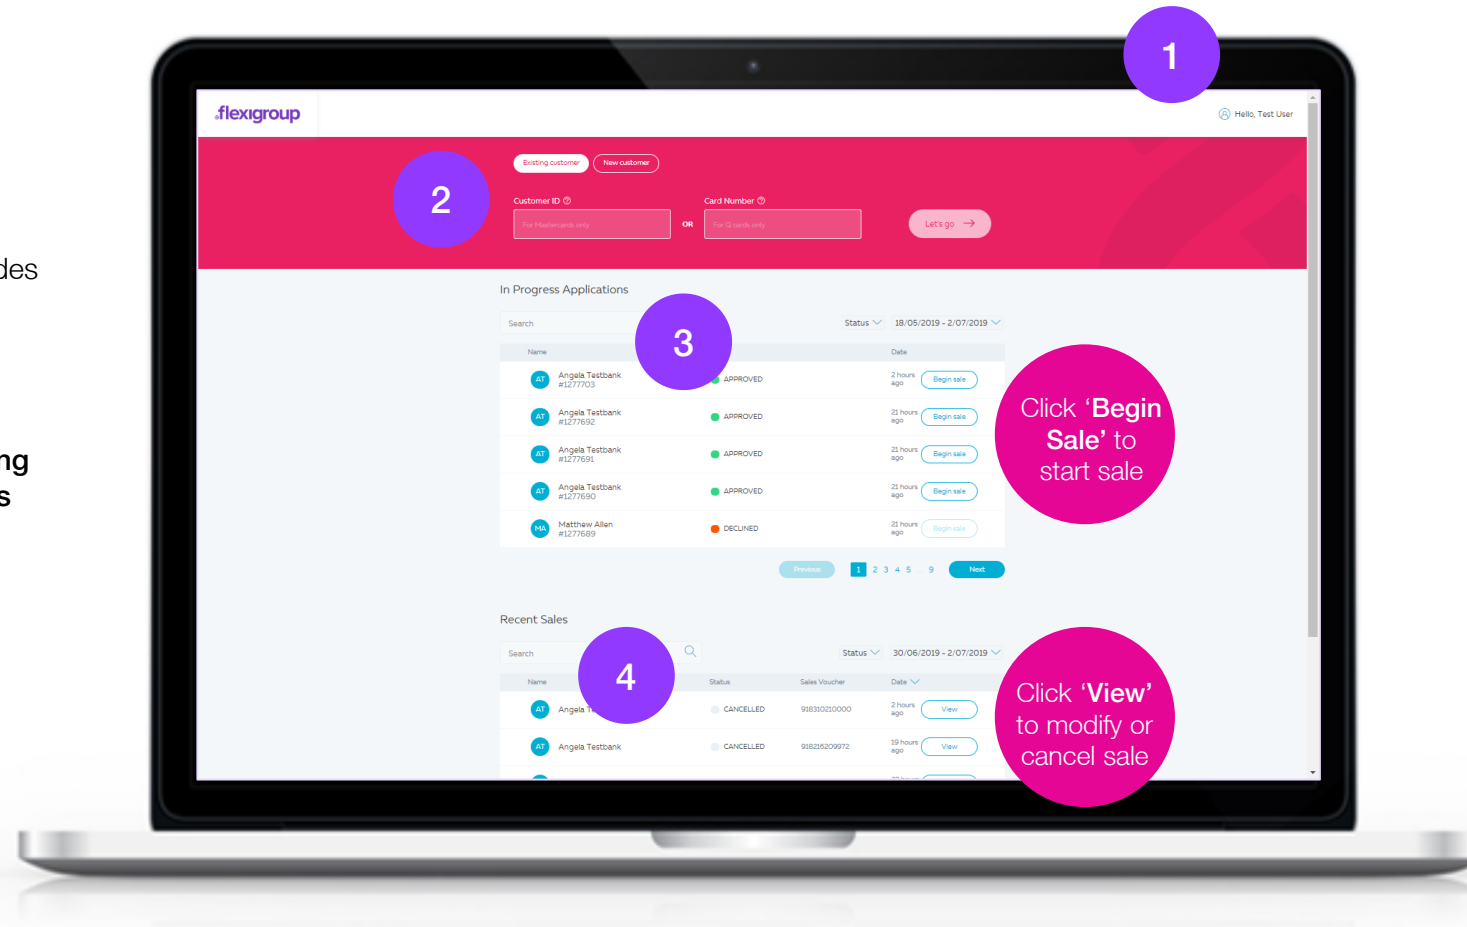 1
flexigroup
Hello, Test User
Existing customer
New customer
2
Customer ID
Card Number
For Mastercards only
OR
For Q cards only
Let's go
des
ng
s
In Progress Applications
Search
3
Status
18/05/2019 - 2/07/2019
Name
Date
AT Angela Testbank #1277703 APPROVED 2 hours ago Begin sale
AT Angela Testbank #1277692 APPROVED 21 hours ago Begin sale
AT Angela Testbank #1277691 APPROVED 21 hours ago Begin sale
AT Angela Testbank #1277690 APPROVED 21 hours ago Begin sale
MA Matthew Allen #1277689 DECLINED 21 hours ago Begin sale
Click ‘Begin
Sale’ to
start sale
Previous 1 2 3 4 5 ... 9 Next
Recent Sales
Search
4
Status
30/06/2019 - 2/07/2019
Name Status Sales Voucher Date
AT Angela T CANCELLED 918310210000 2 hours ago View
AT Angela Testbank CANCELLED 918216209972 19 hours ago View
Click ‘View’
to modify or
cancel sale